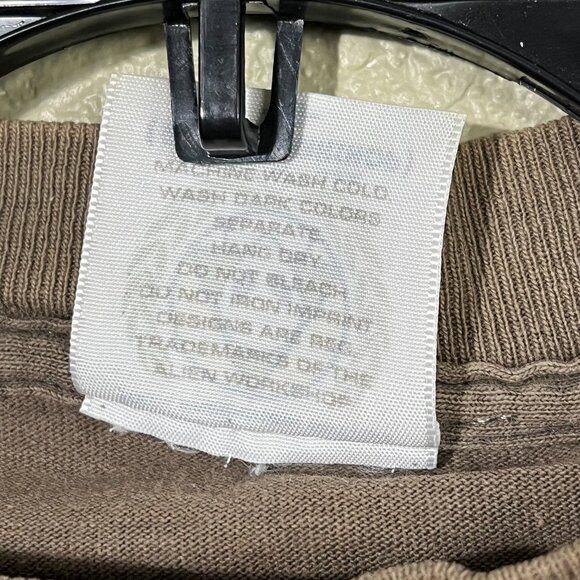 MACHINE WASH COLD
WASH DARK COLORS
SEPARATE
HANG DRY
DO NOT BLEACH
DO NOT IRON IMPRINT
DESIGNS ARE REG.
TRADEMARKS OF THE
ALIEN WORKSHOP